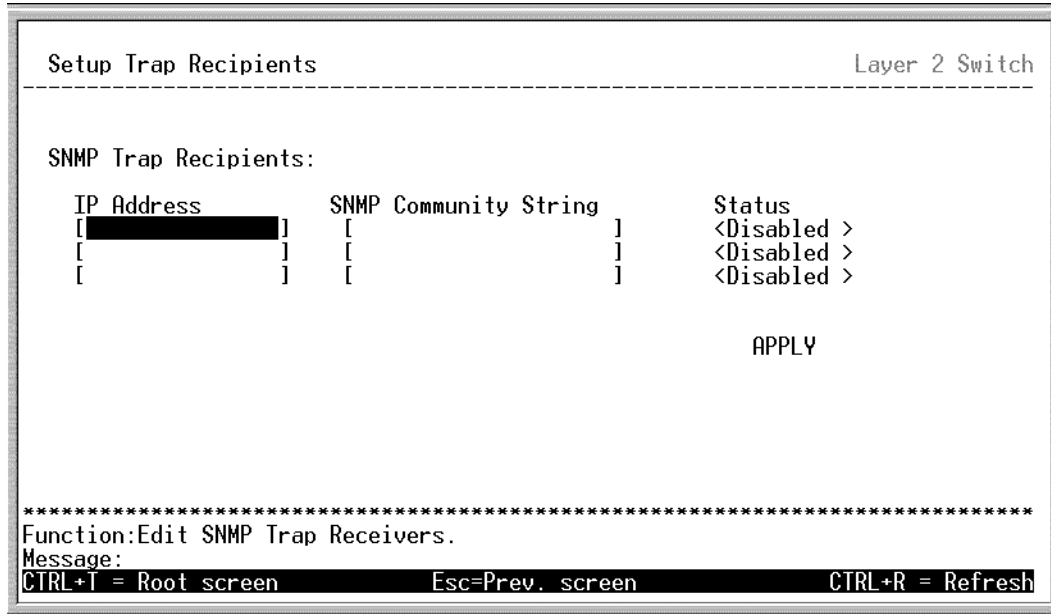 Setup Trap Recipients Layer 2 Switch
--------------------------------------------------------------------------------
SNMP Trap Recipients:
IP Address SNMP Community String Status
[ ] [ ] <Disabled >
[ ] [ ] <Disabled >
[ ] [ ] <Disabled >
APPLY
********************************************************************************
Function:Edit SNMP Trap Receivers.
Message:
CTRL+T = Root screen Esc=Prev. screen CTRL+R = Refresh